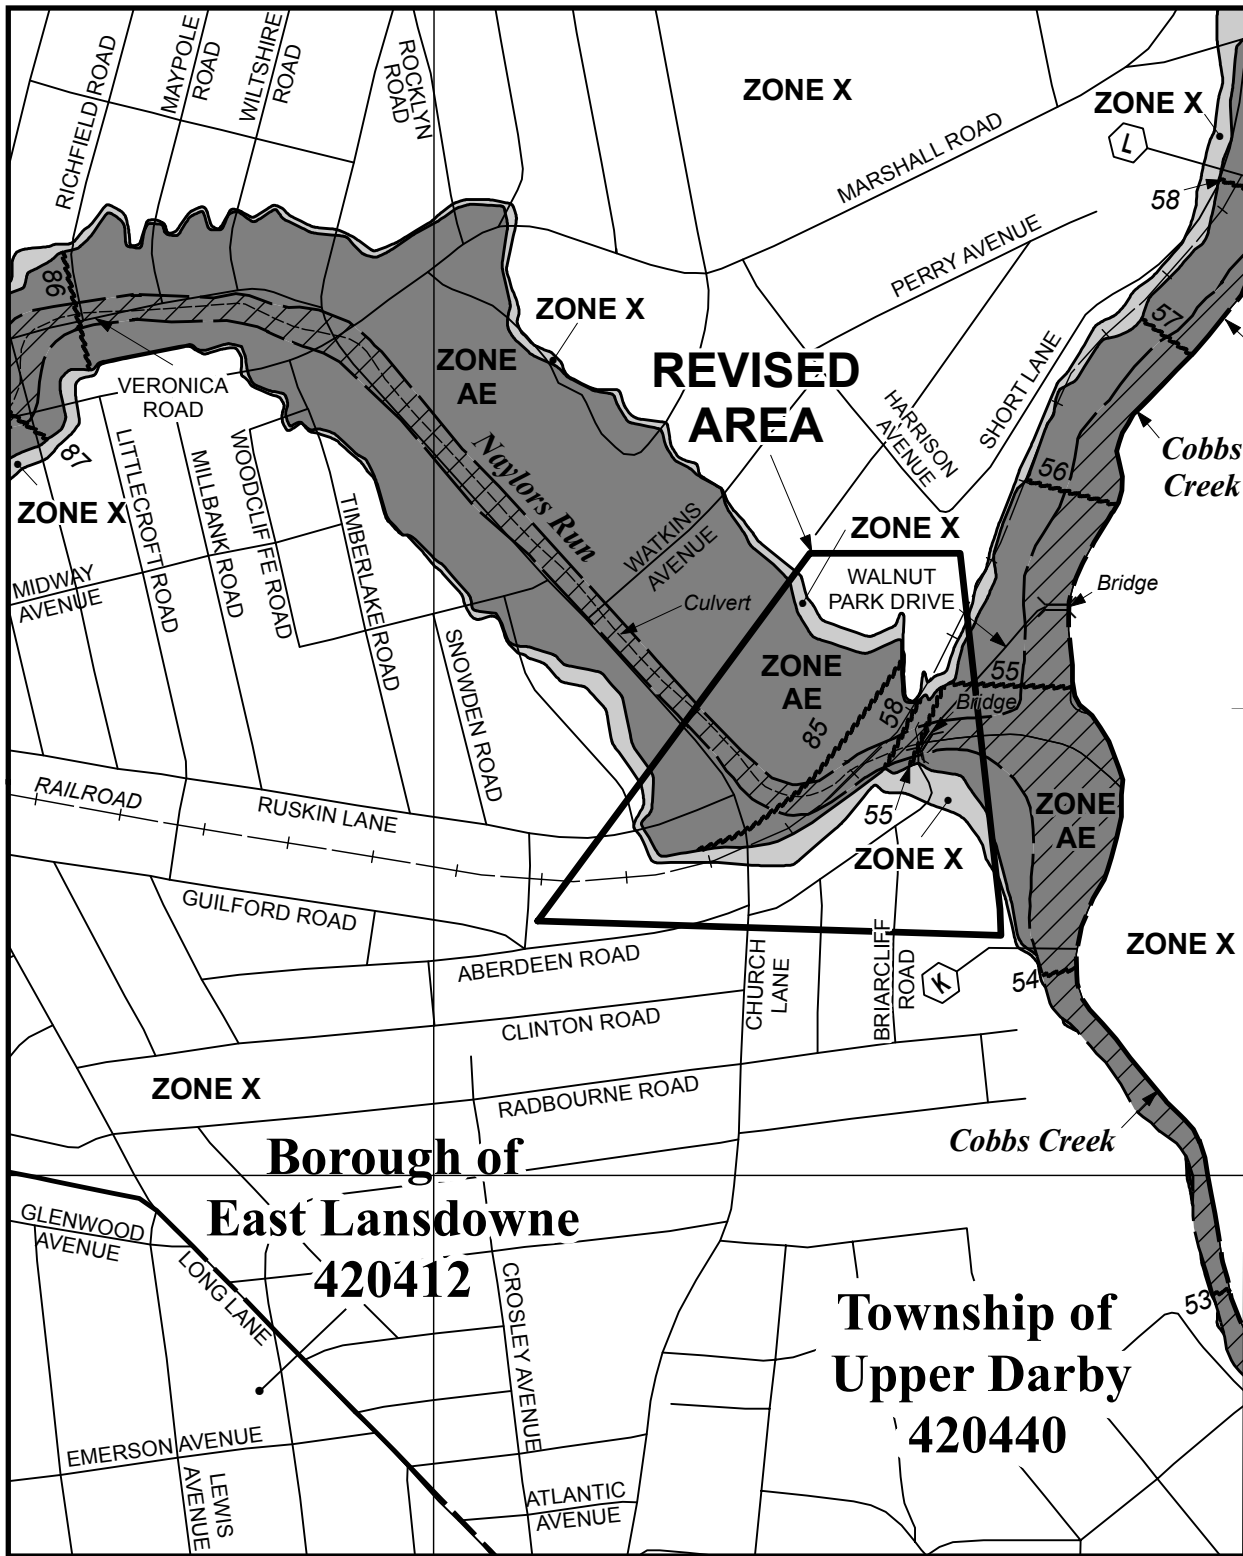 RICHFIELD ROAD
MAYPOLE
ROAD
WILTSHIRE
ROAD
ROCKLYN
ROAD
ZONE X
ZONE X
L
MARSHALL ROAD
58
PERRY AVENUE
86
ZONE X
57
ZONE
AE
REVISED
AREA
SHORT LANE
VERONICA
ROAD
HARRISON
AVENUE
Cobbs
Creek
87
LITTLECROFT ROAD
MILLBANK ROAD
WOODCLIFFE ROAD
TIMBERLAKE ROAD
Naylors Run
56
ZONE X
WATKINS
AVENUE
ZONE X
MIDWAY
AVENUE
WALNUT
PARK DRIVE
Bridge
Culvert
SNOWDEN ROAD
ZONE
AE
55
Bridge
85
58
RAILROAD
RUSKIN LANE
55
ZONE
AE
ZONE X
GUILFORD ROAD
ABERDEEN ROAD
CHURCH
LANE
BRIARCLIFF
ROAD
ZONE X
K
54
CLINTON ROAD
ZONE X
RADBOURNE ROAD
Cobbs Creek
Borough of
East Lansdowne
420412
GLENWOOD
AVENUE
LONG LANE
CROSLEY AVENUE
53
Township of
Upper Darby
420440
EMERSON AVENUE
LEWIS
AVENUE
ATLANTIC
AVENUE